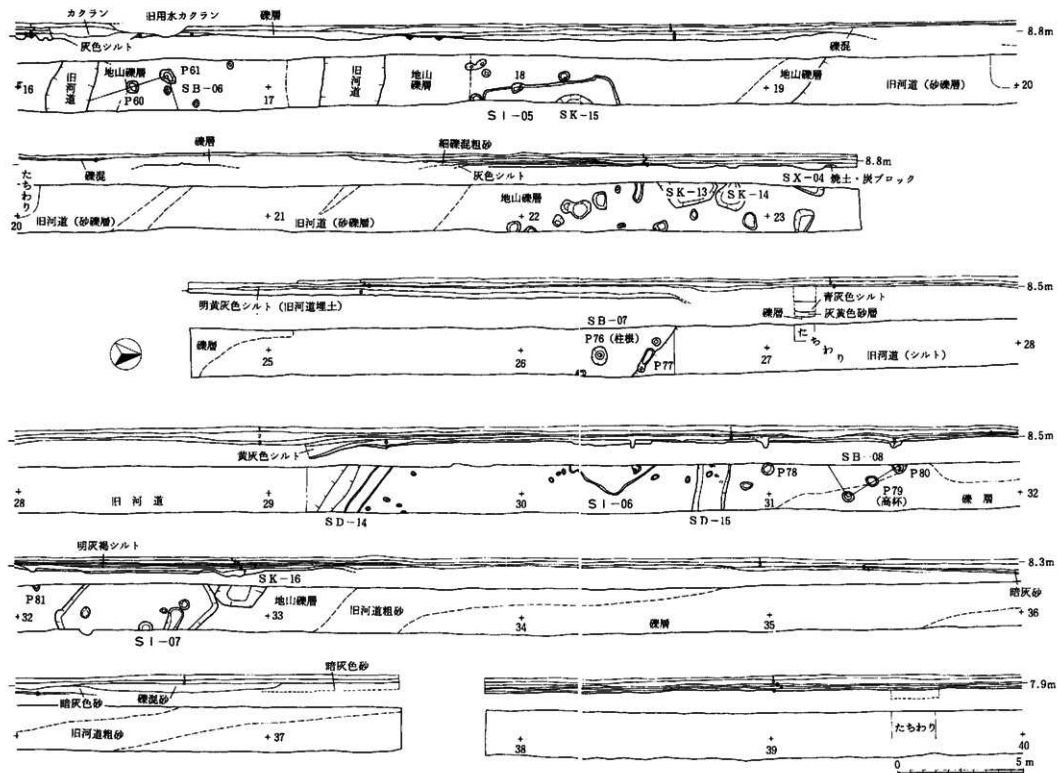 カクラン
旧用水カクラン
礫層
8.8m
灰色シルト
礫混
16
旧河道
地山礫層
P61
SB-06
P60
17
旧河道
地山礫層
18
SI-05
SK-15
地山礫層
19
旧河道(砂礫層)
20
礫層
細礫混粗砂
8.8m
礫混
灰色シルト
SX-04 焼土・炭ブロック
たちわり
20
旧河道(砂礫層)
21
旧河道(砂礫層)
地山礫層
22
SK-13
SK-14
23
8.5m
明黄灰色シルト(旧河道埋土)
青灰色シルト
礫層
灰黄色砂層
SB-07
礫層
25
26
P76(柱根)
P77
27
たちわり
旧河道(シルト)
28
8.5m
黄灰色シルト
SB-08
28
旧河道
29
SD-14
30
SI-06
SD-15
P78
31
P79
(高杯)
P80
礫層
32
明灰褐シルト
8.3m
SK-16
暗灰砂
P81
32
SI-07
地山礫層
33
旧河道粗砂
34
礫層
35
36
暗灰色砂
7.9m
暗灰色砂
礫混砂
旧河道粗砂
37
38
39
たちわり
40
0
5m